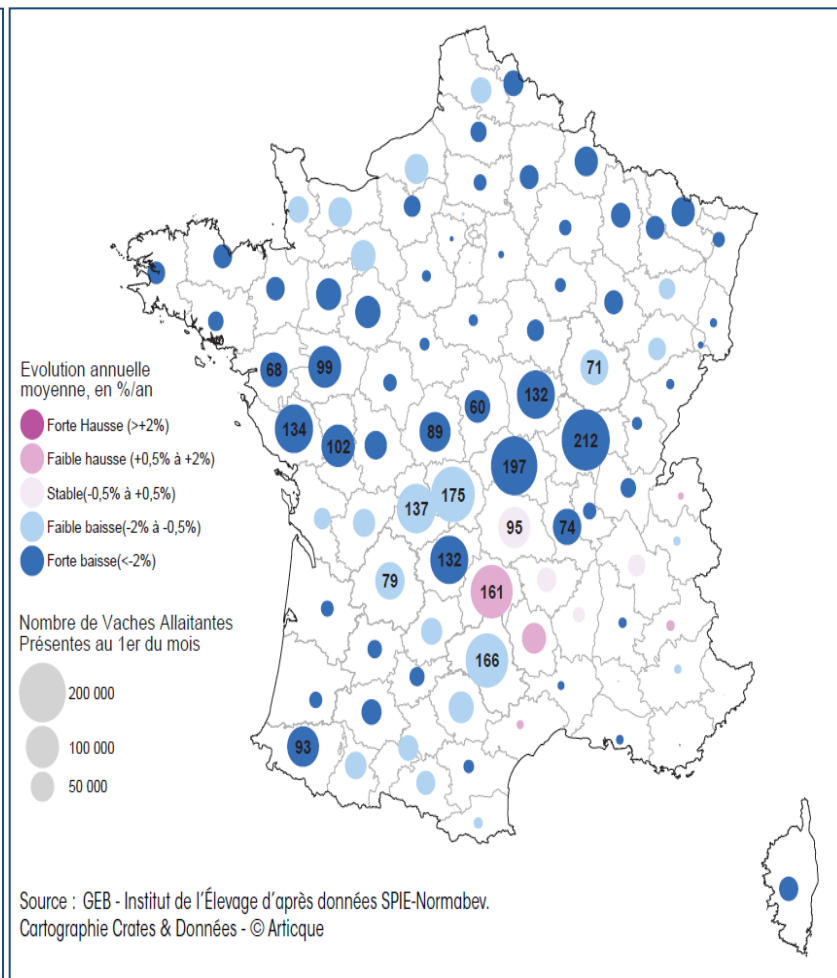 Evolution annuelle
moyenne, en %/an
Forte Hausse (>+2%)
Faible hausse (+0,5% à +2%)
Stable(-0,5% à +0,5%)
Faible baisse(-2% à -0,5%)
Forte baisse(<-2%)
Nombre de Vaches Allaitantes
Présentes au 1er du mois
200 000
100 000
50 000
68
99
71
132
60
134
102
89
212
197
175
137
95
74
132
79
161
166
93
Source : GEB - Institut de l'Élevage d'après données SPIE-Normabev.
Cartographie Crates & Données - © Articque